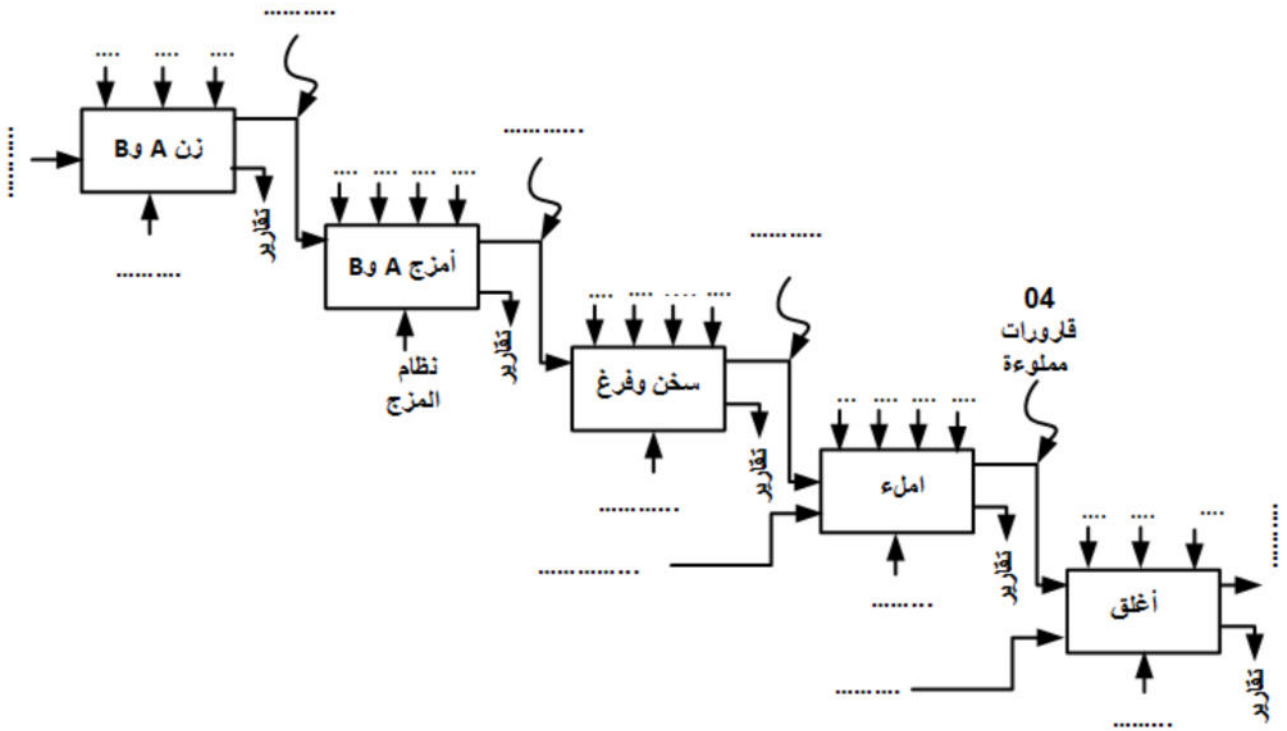 ………..
.... .... ....
زن A وB
……….
تقارير
……….
…………..
.... .... .... ....
أمزج A وB
تقارير
نظام
المزج
………..
.... .... .... ....
سخن وفرغ
تقارير
………...
04
قارورات
مملوءة
... .... .... ....
املء
تقارير
…………...
……...
.... .... ....
……….
أغلق
تقارير
……….
……...